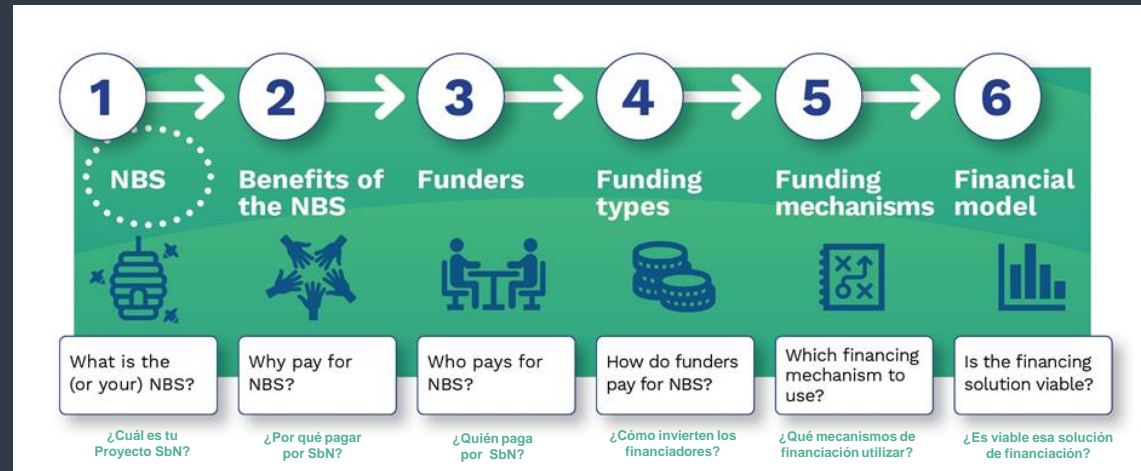 1
2
3
4
5
6
NBS
Benefits of
the NBS
Funders
Funding
types
Funding
mechanisms
Financial
model
What is the
(or your) NBS?
Why pay for
NBS?
Who pays for
NBS?
How do funders
pay for NBS?
Which financing
mechanism to
use?
Is the financing
solution viable?
¿Cuál es tu
Proyecto SbN?
¿Por qué pagar
por SbN?
¿Quién paga
por SbN?
¿Cómo invierten los
financiadores?
¿Qué mecanismos de
financiación utilizar?
¿Es viable esa solución
de financiación?